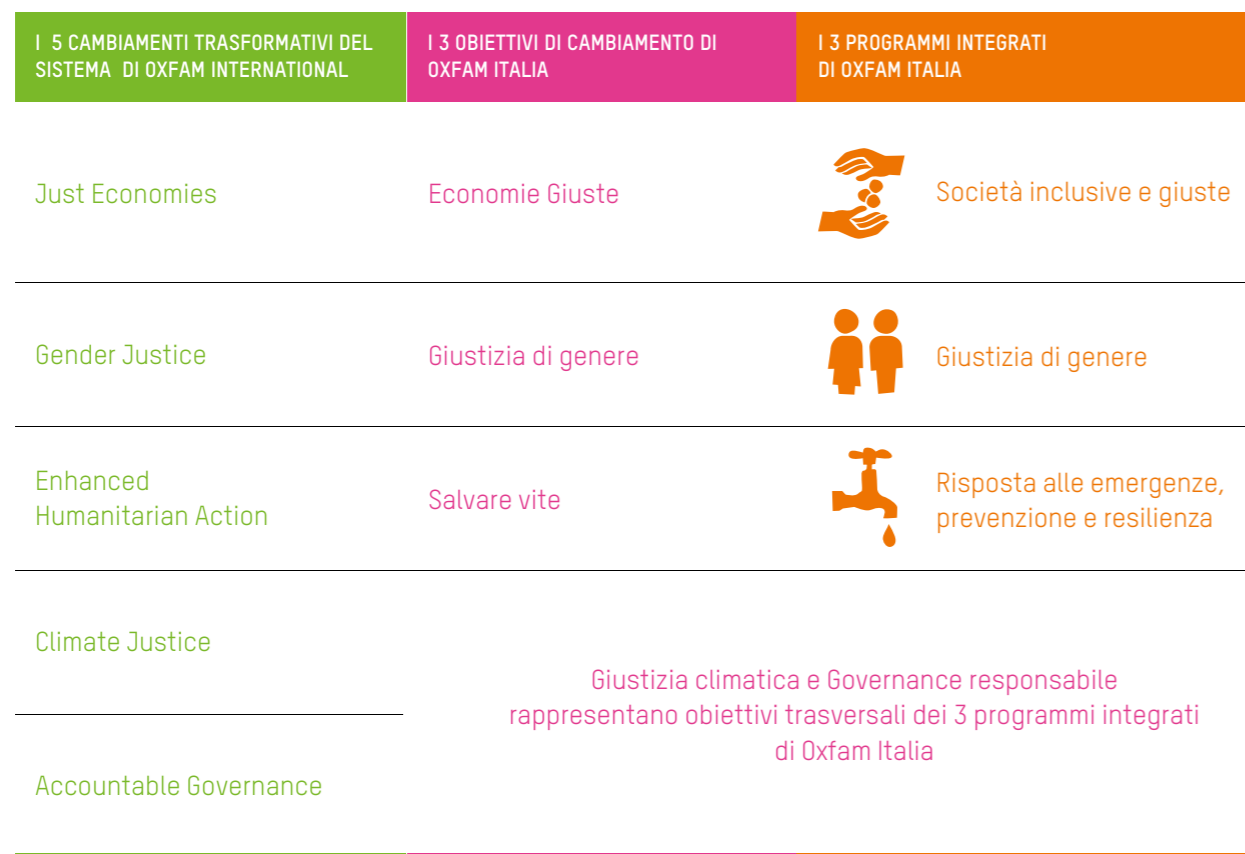 I 5 CAMBIAMENTI TRASFORMATIVI DEL
SISTEMA DI OXFAM INTERNATIONAL
I 3 OBIETTIVI DI CAMBIAMENTO DI
OXFAM ITALIA
I 3 PROGRAMMI INTEGRATI
DI OXFAM ITALIA
Just Economies
Economie Giuste
Società inclusive e giuste
Gender Justice
Giustizia di genere
Giustizia di genere
Enhanced
Humanitarian Action
Salvare vite
Risposta alle emergenze,
prevenzione e resilienza
Climate Justice
Giustizia climatica e Governance responsabile
rappresentano obiettivi trasversali dei 3 programmi integrati
di Oxfam Italia
Accountable Governance